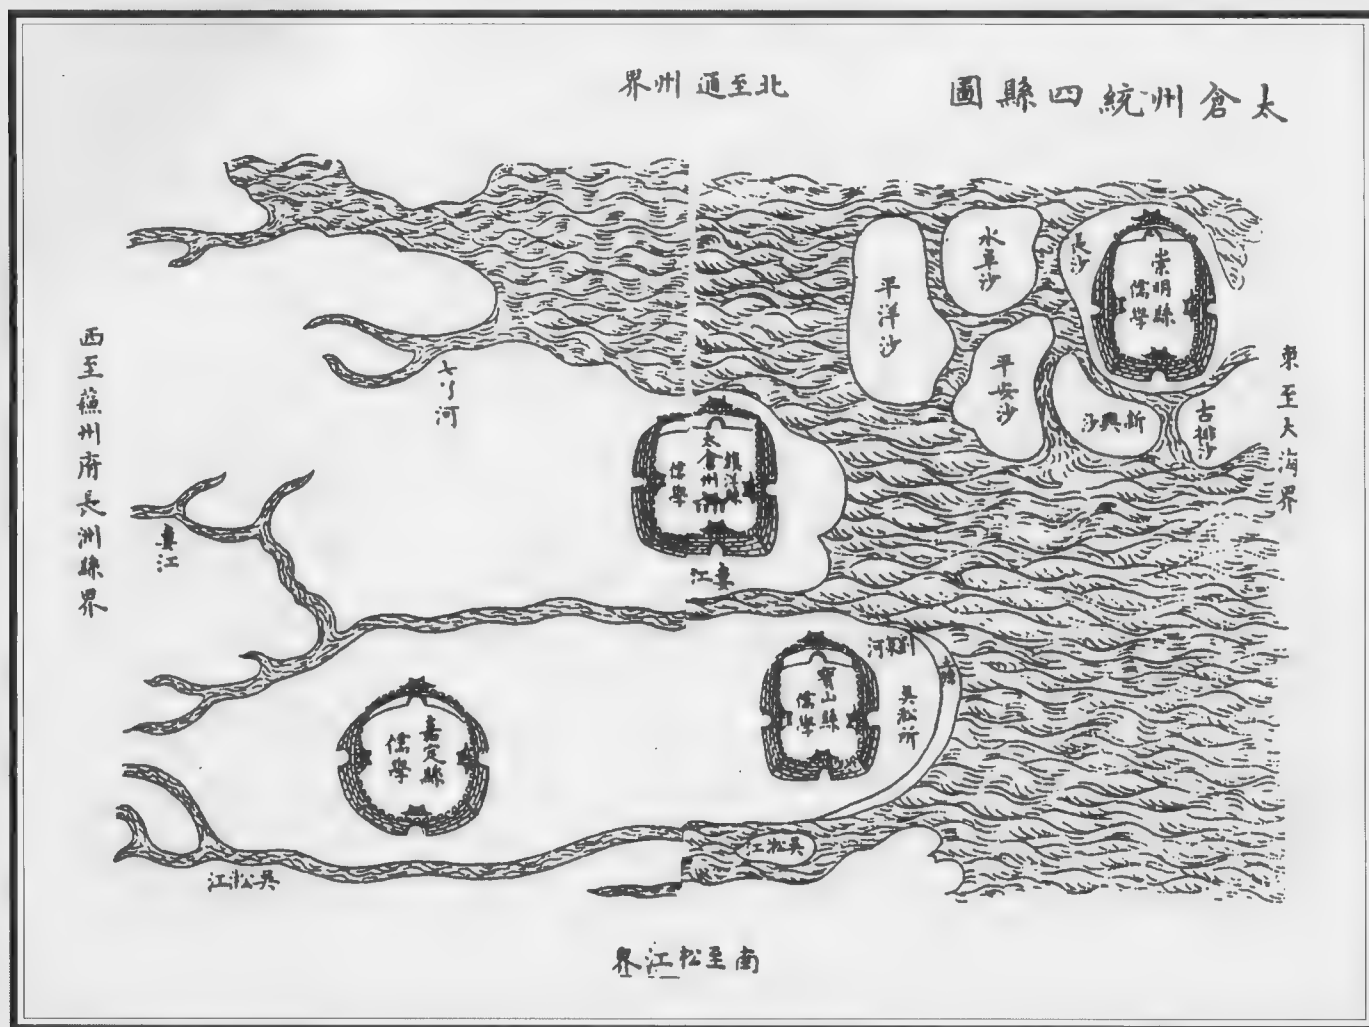 太倉州統四縣圖
北至通州界
東至大海界
長沙
崇明縣
儒學
水平沙
平洋沙
平安沙
新興沙
古排沙
七丫河
鎮洋縣
太倉州
儒學
婁江
西至蘇州府長洲縣界
婁江
劉家河
吳淞所
寶山縣
儒學
嘉定縣
儒學
吳淞江
吳淞江
南至松江界